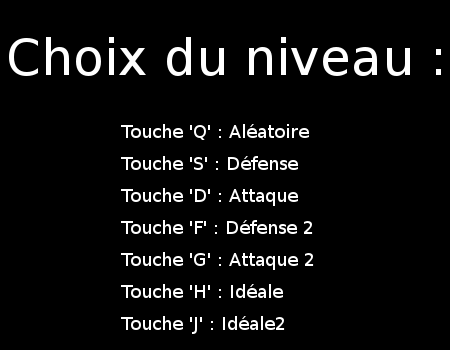 Choix du niveau :
Touche 'Q' : Aléatoire
Touche 'S' : Défense
Touche 'D' : Attaque
Touche 'F' : Défense 2
Touche 'G' : Attaque 2
Touche 'H' : Idéale
Touche 'J' : Idéale2